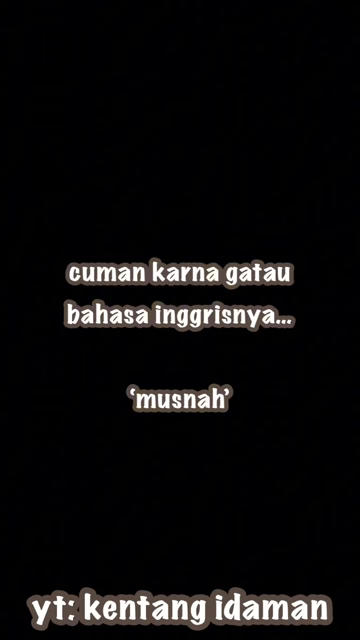 cuman karna gatau
bahasa inggrisnya...
‘musnah’
yt: kentang idaman